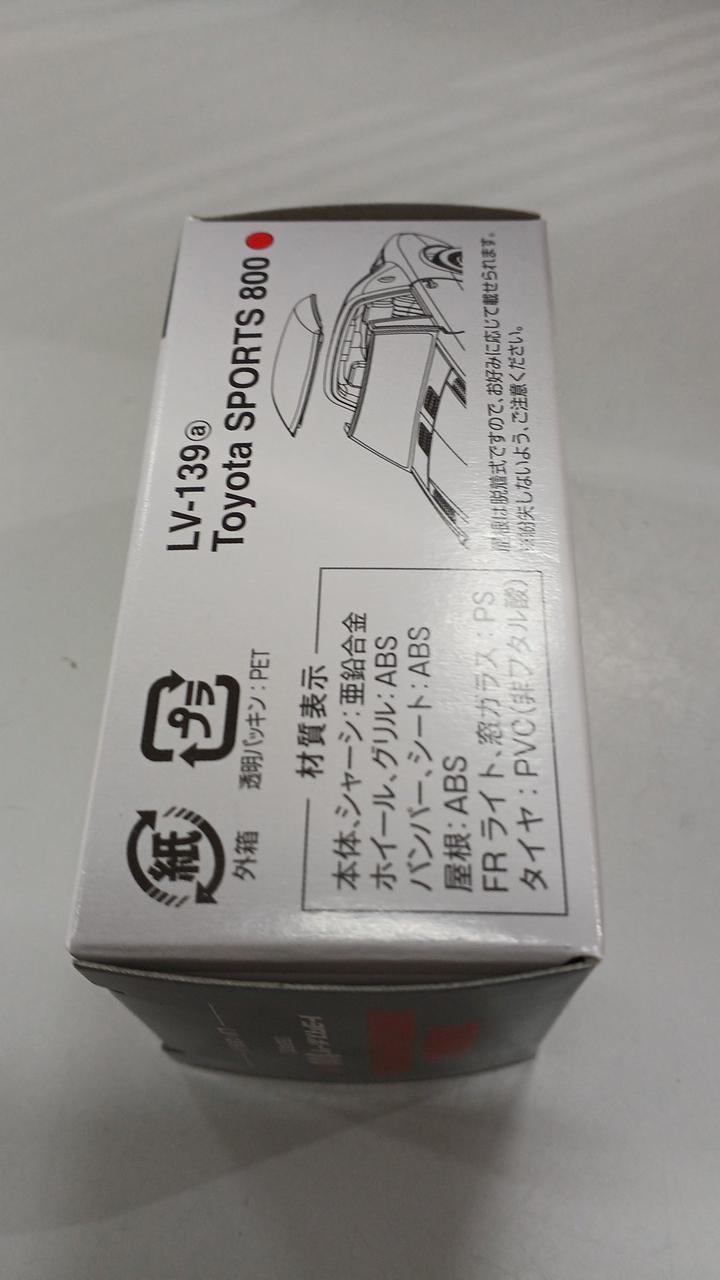 LV-139ⓐ
Toyota SPORTS 800
屋根は脱着式ですので、お好みに応じて載せられます。
※紛失しないよう、ご注意ください。
紙
外箱
プラ
透明パッキン：PET
材質表示
本体、シャーシ：亜鉛合金
ホイール、グリル：ABS
バンパー、シート：ABS
屋根：ABS
FRライト、窓ガラス：PS
タイヤ：PVC（非フタル酸）